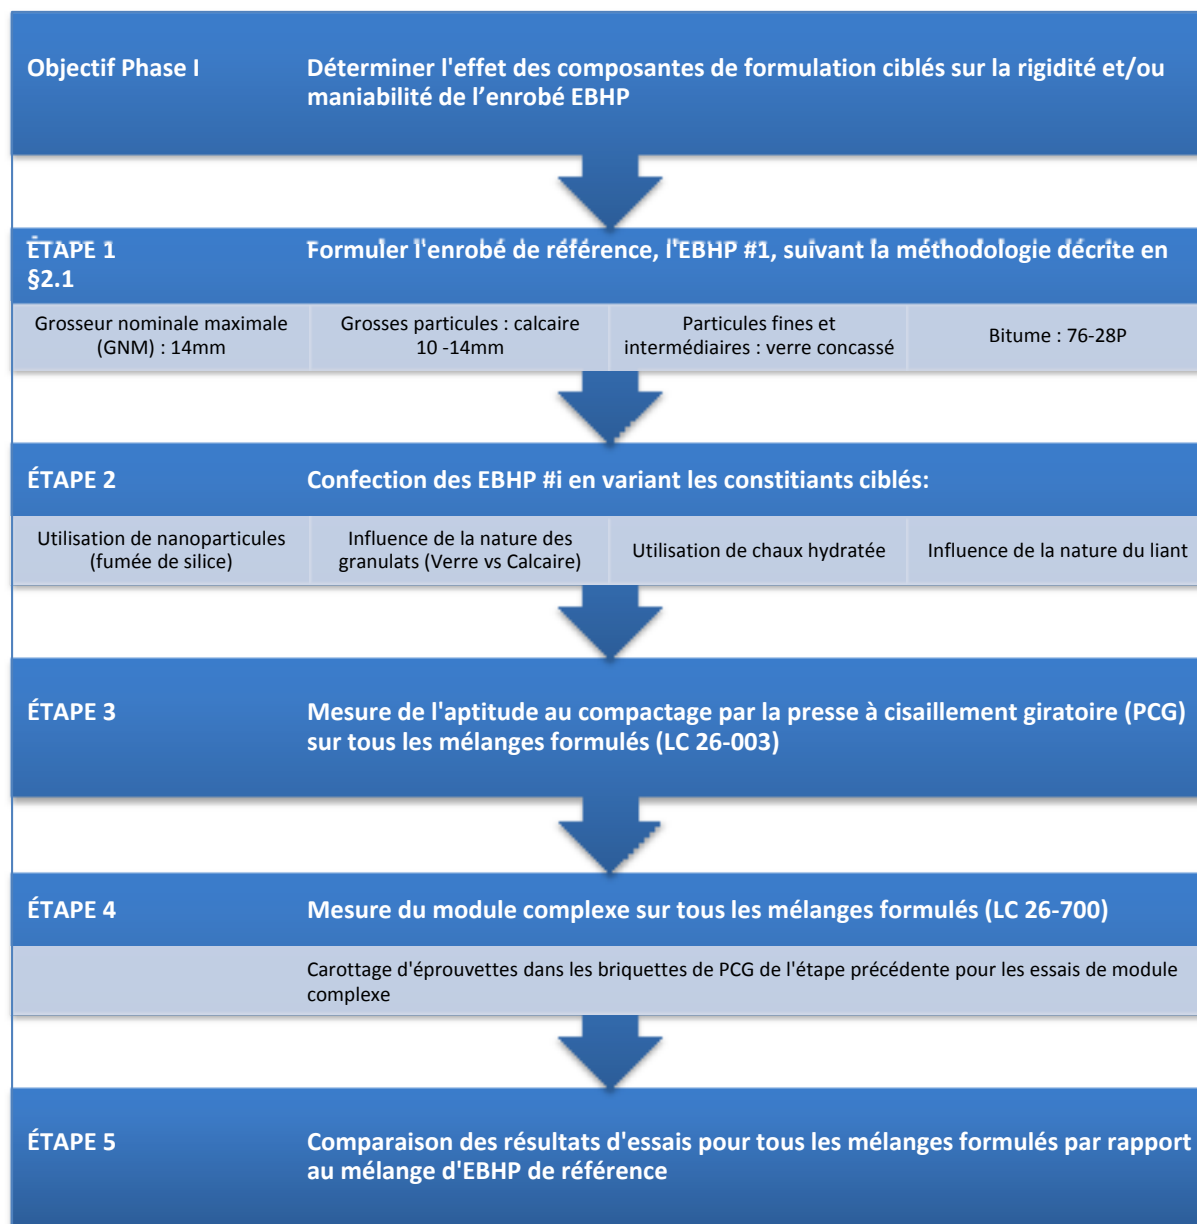 Objectif Phase I
Déterminer l'effet des composantes de formulation ciblés sur la rigidité et/ou
maniabilité de l’enrobé EBHP
ÉTAPE 1
§2.1
Formuler l'enrobé de référence, l'EBHP #1, suivant la méthodologie décrite en
Grosseur nominale maximale
(GNM) : 14mm
Grosses particules : calcaire
10 -14mm
Particules fines et
intermédiaires : verre concassé
Bitume : 76-28P
ÉTAPE 2
Confection des EBHP #i en variant les constitiants ciblés:
Utilisation de nanoparticules
(fumée de silice)
Influence de la nature des
granulats (Verre vs Calcaire)
Utilisation de chaux hydratée
Influence de la nature du liant
ÉTAPE 3
Mesure de l'aptitude au compactage par la presse à cisaillement giratoire (PCG)
sur tous les mélanges formulés (LC 26-003)
ÉTAPE 4
Mesure du module complexe sur tous les mélanges formulés (LC 26-700)
Carottage d'éprouvettes dans les briquettes de PCG de l'étape précédente pour les essais de module
complexe
ÉTAPE 5
Comparaison des résultats d'essais pour tous les mélanges formulés par rapport
au mélange d'EBHP de référence